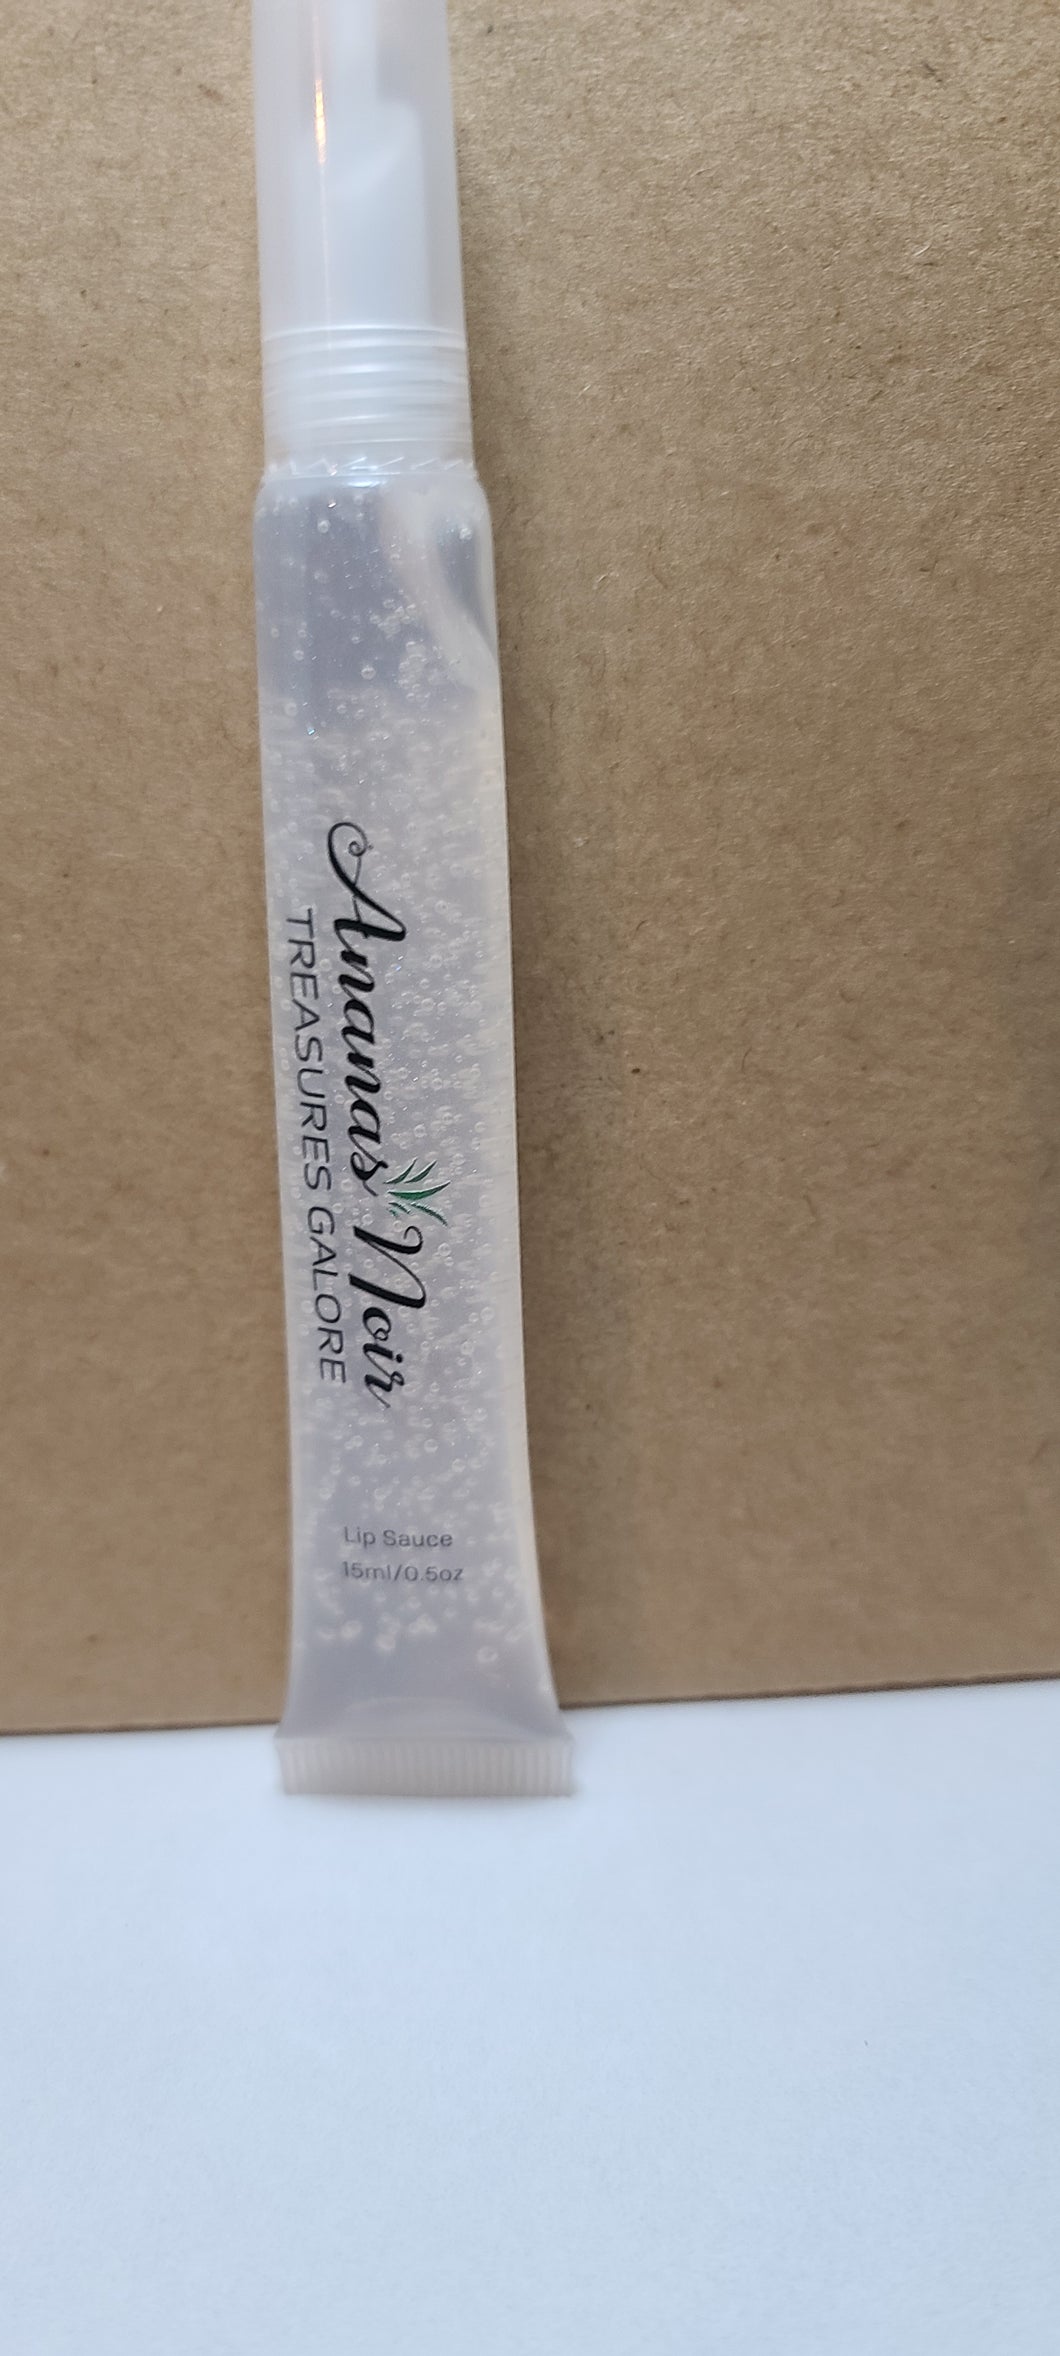 Ananas Noir
TREASURES GALORE
Lip Sauce
15ml/0.5oz